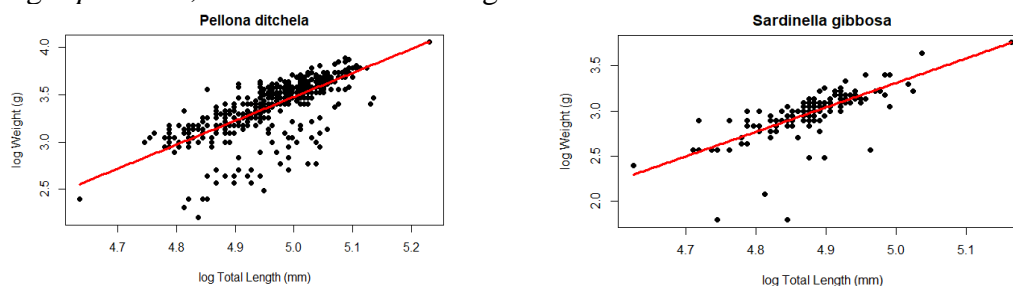 Pellona ditchela
log Weight (g)
4.0
3.5
3.0
2.5
4.7 4.8 4.9 5.0 5.1 5.2
log Total Length (mm)
Sardinella gibbosa
log Weight (g)
3.5
3.0
2.5
2.0
4.7 4.8 4.9 5.0 5.1
log Total Length (mm)